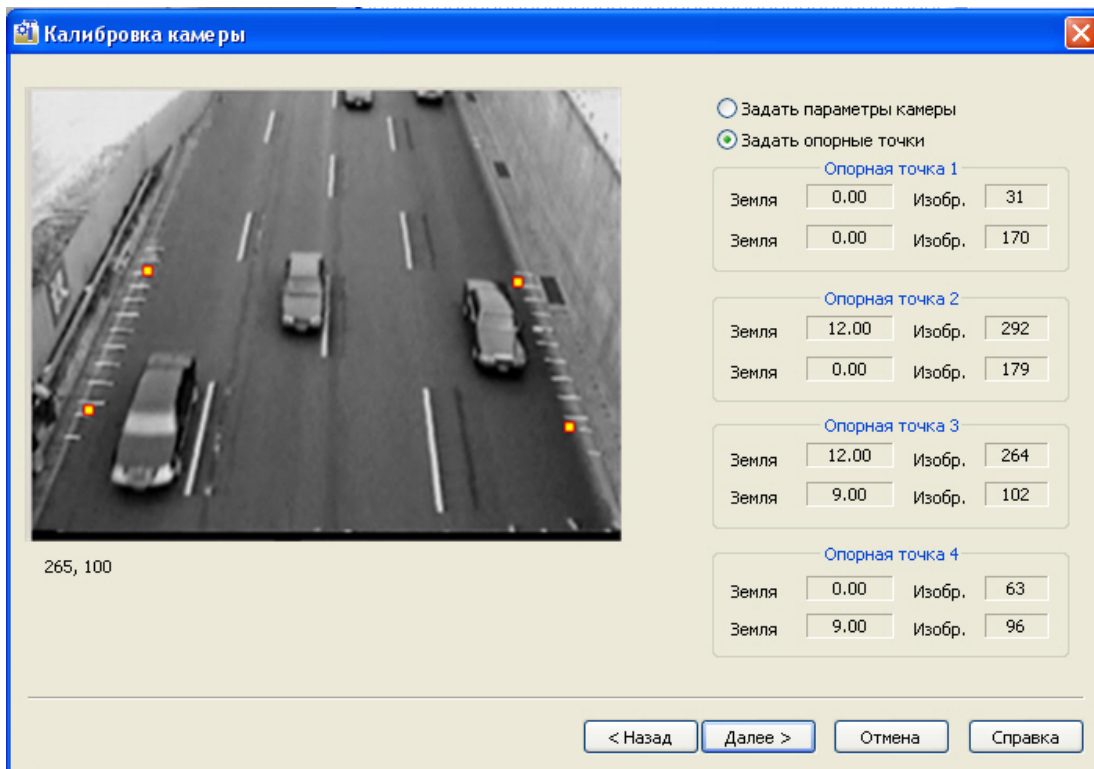 Калибровка камеры
Задать параметры камеры
Задать опорные точки
Опорная точка 1
Земля 0.00 Изобр. 31
Земля 0.00 Изобр. 170
Опорная точка 2
Земля 12.00 Изобр. 292
Земля 0.00 Изобр. 179
Опорная точка 3
Земля 12.00 Изобр. 264
Земля 9.00 Изобр. 102
Опорная точка 4
Земля 0.00 Изобр. 63
Земля 9.00 Изобр. 96
265, 100
< Назад Далее > Отмена Справка